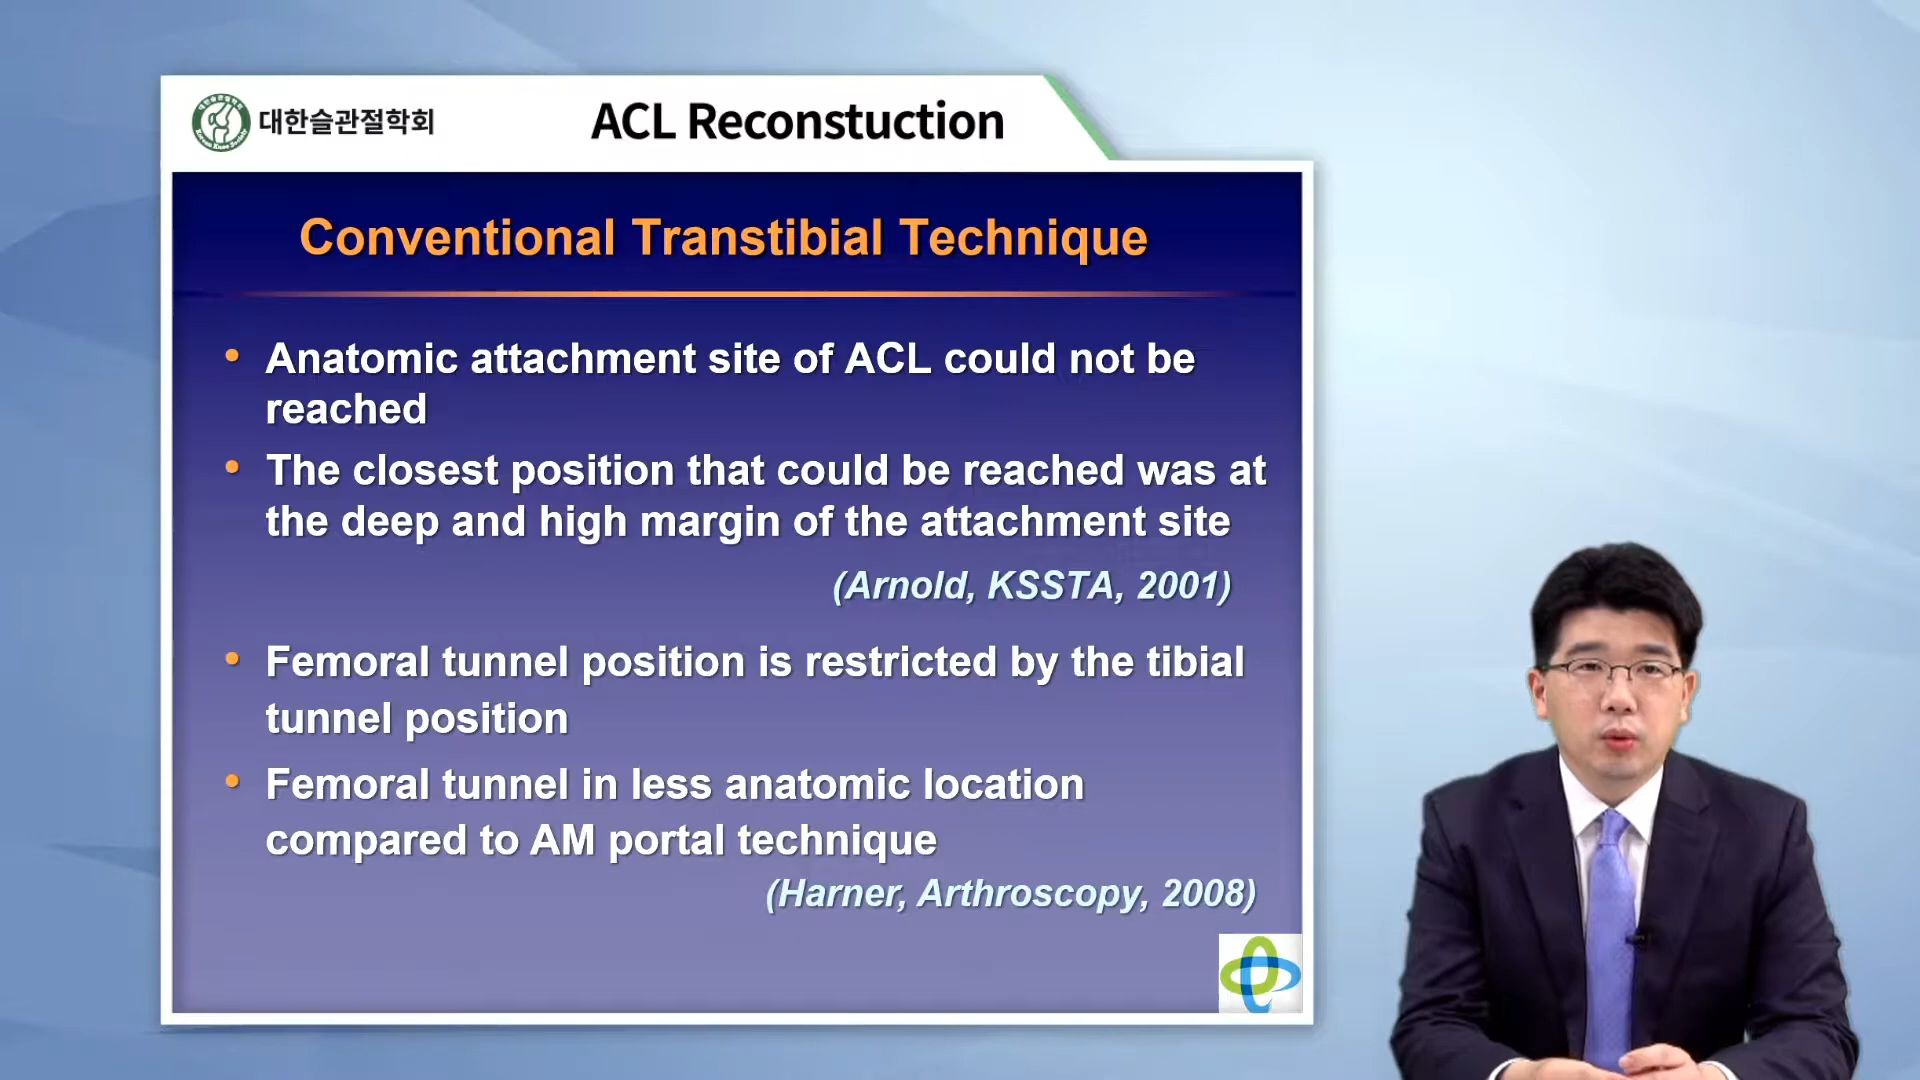 대한슬관절학회
ACL Reconstuction
Conventional Transtibial Technique
• Anatomic attachment site of ACL could not be
reached
• The closest position that could be reached was at
the deep and high margin of the attachment site
(Arnold, KSSTA, 2001)
• Femoral tunnel position is restricted by the tibial
tunnel position
• Femoral tunnel in less anatomic location
compared to AM portal technique
(Harner, Arthroscopy, 2008)